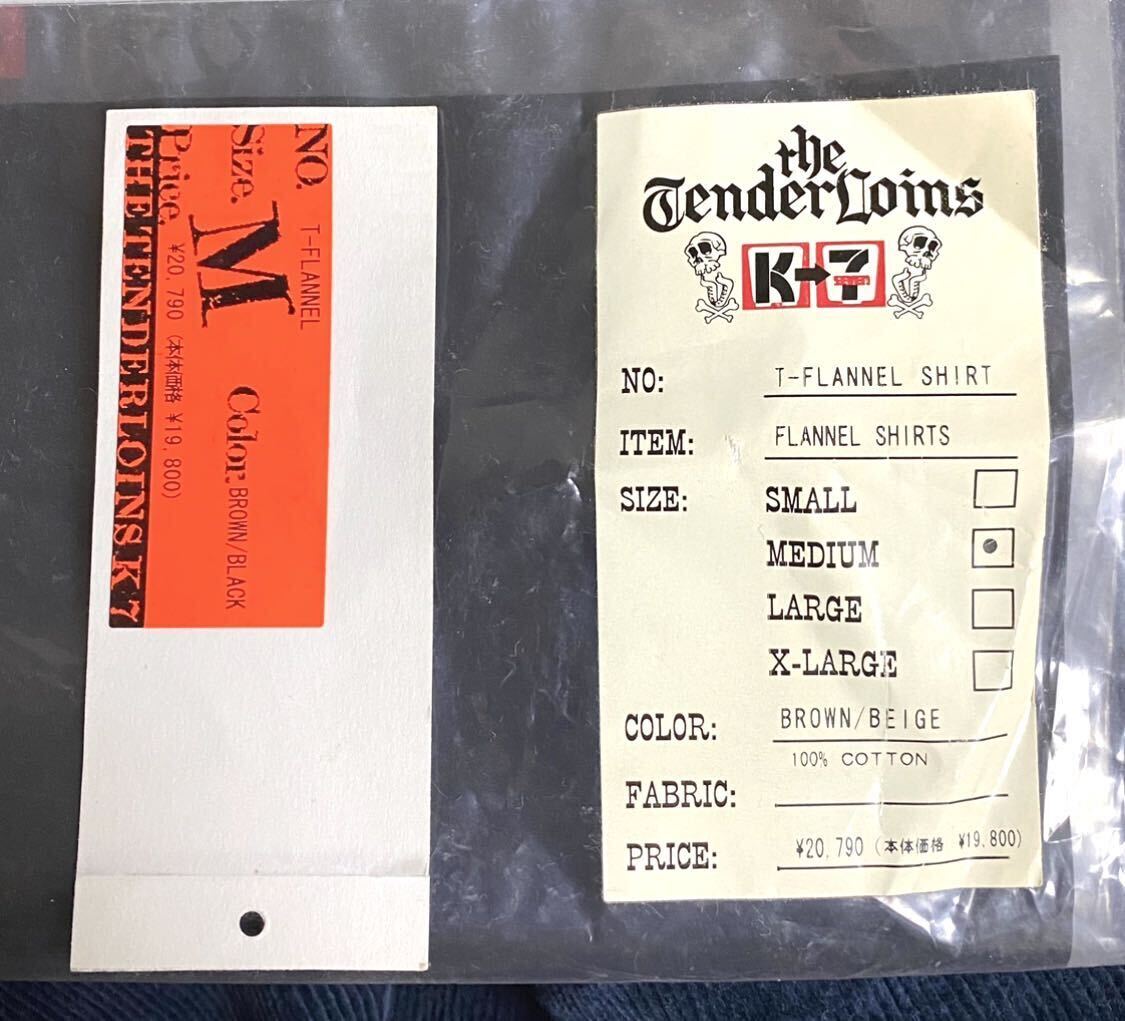 NO. T-FLANNEL
Size. M Color. BROWN/BLACK
Price. ¥20,790 (本体価格 ¥19,800)
THE TENDERLOINS K 7
the
TenderLoins
K→7
SEVEN
NO: T-FLANNEL SHIRT
ITEM: FLANNEL SHIRTS
SIZE: SMALL
MEDIUM
LARGE
X-LARGE
COLOR: BROWN/BEIGE
100% COTTON
FABRIC:
PRICE: ¥20,790 (本体価格 ¥19,800)